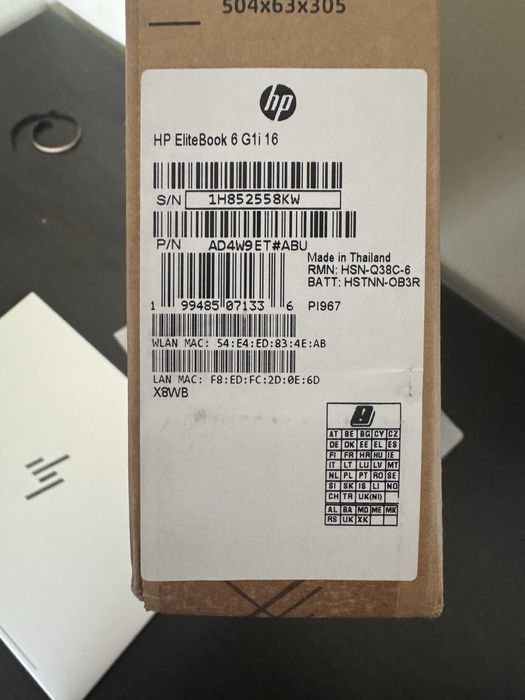 504x63x305
hp
HP EliteBook 6 G1i 16
S/N 1H852558KW
P/N AD4W9ET#ABU
Made in Thailand
RMN: HSN-Q38C-6
BATT: HSTNN-OB3R
1 99485 07133 6 PI967
WLAN MAC: 54:E4:ED:83:4E:AB
LAN MAC: F8:ED:FC:2D:0E:6D
X8WB
AT BE BG CY CZ
DE DK EE EL ES
FI FR HR HU IE
IT LT LU LV MT
NL PL PT RO SE
SI SK IS LI NO
CH TR UK(NI)
AL BA MD ME MK
RS UK XK